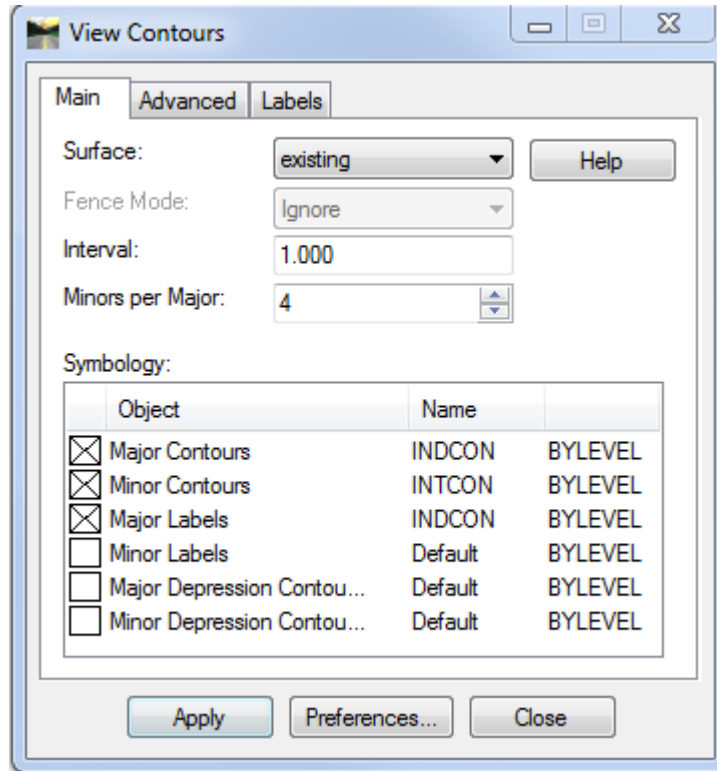 View Contours
Main Advanced Labels
Surface: existing Help
Fence Mode: Ignore
Interval: 1.000
Minors per Major: 4
Symbology:
Object Name
Major Contours INDCON BYLEVEL
Minor Contours INTCON BYLEVEL
Major Labels INDCON BYLEVEL
Minor Labels Default BYLEVEL
Major Depression Contou... Default BYLEVEL
Minor Depression Contou... Default BYLEVEL
Apply Preferences... Close